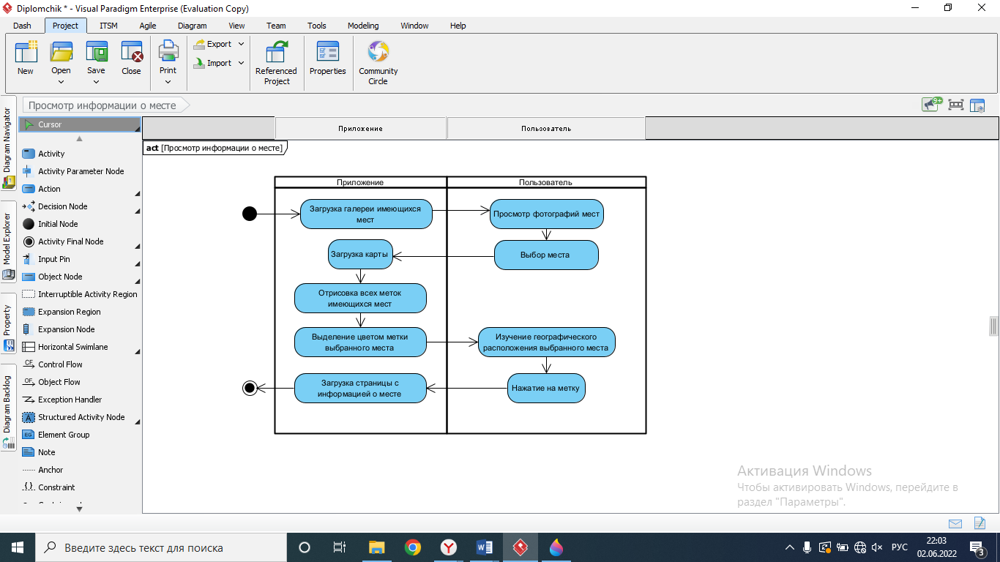 Diplomchik * - Visual Paradigm Enterprise (Evaluation Copy)
Dash Project ITSM Agile Diagram View Team Tools Modeling Window Help
New Open Save Close Print Export Import Referenced Project Properties Community Circle
Просмотр информации о месте
9+
Diagram Navigator
Model Explorer
Property
Diagram Backlog
Cursor
Activity
Activity Parameter Node
Action
Decision Node
Initial Node
Activity Final Node
Input Pin
Object Node
Interruptible Activity Region
Expansion Region
Expansion Node
Horizontal Swimlane
CF Control Flow
OF Object Flow
Exception Handler
A Structured Activity Node
EG Element Group
Note
Anchor
{} Constraint
Приложение Пользователь
act [Просмотр информации о месте]
Приложение Пользователь
Загрузка галереи имеющихся
мест
Просмотр фотографий мест
Загрузка карты
Выбор места
Отрисовка всех меток
имеющихся мест
Выделение цветом метки
выбранного места
Изучение географического
расположения выбранного места
Загрузка страницы с
информацией о месте
Нажатие на метку
Активация Windows
Чтобы активировать Windows, перейдите в
раздел "Параметры".
Введите здесь текст для поиска
РУС
22:03
02.06.2022
3